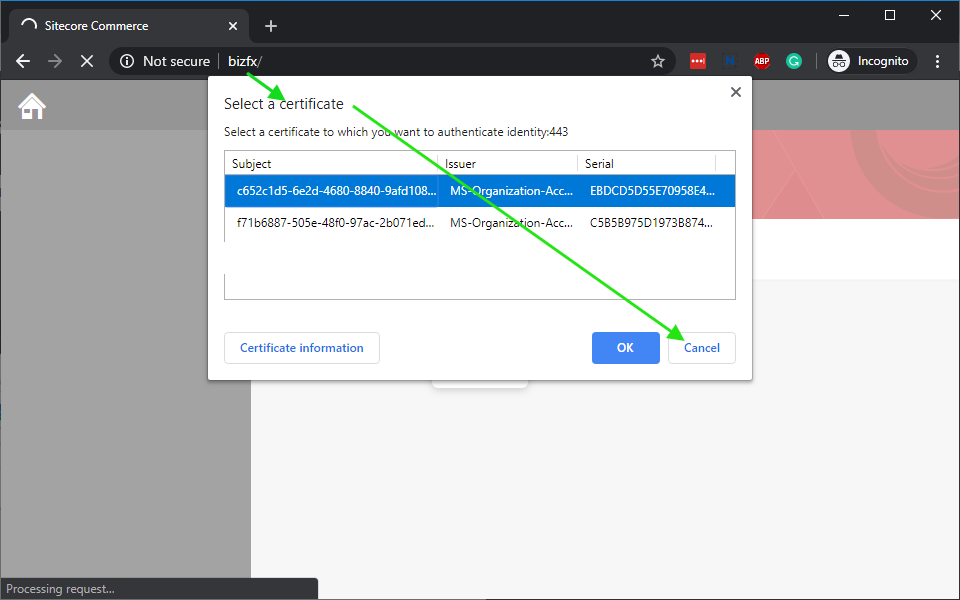 Sitecore Commerce
Not secure bizfx/
ABP
Incognito
Select a certificate
Select a certificate to which you want to authenticate identity:443
Subject Issuer Serial
c652c1d5-6e2d-4680-8840-9afd108... MS-Organization-Acc... EBDCD5D55E70958E4...
f71b6887-505e-48f0-97ac-2b071ed... MS-Organization-Acc... C5B5B975D1973B874...
Certificate information OK Cancel
Processing request...